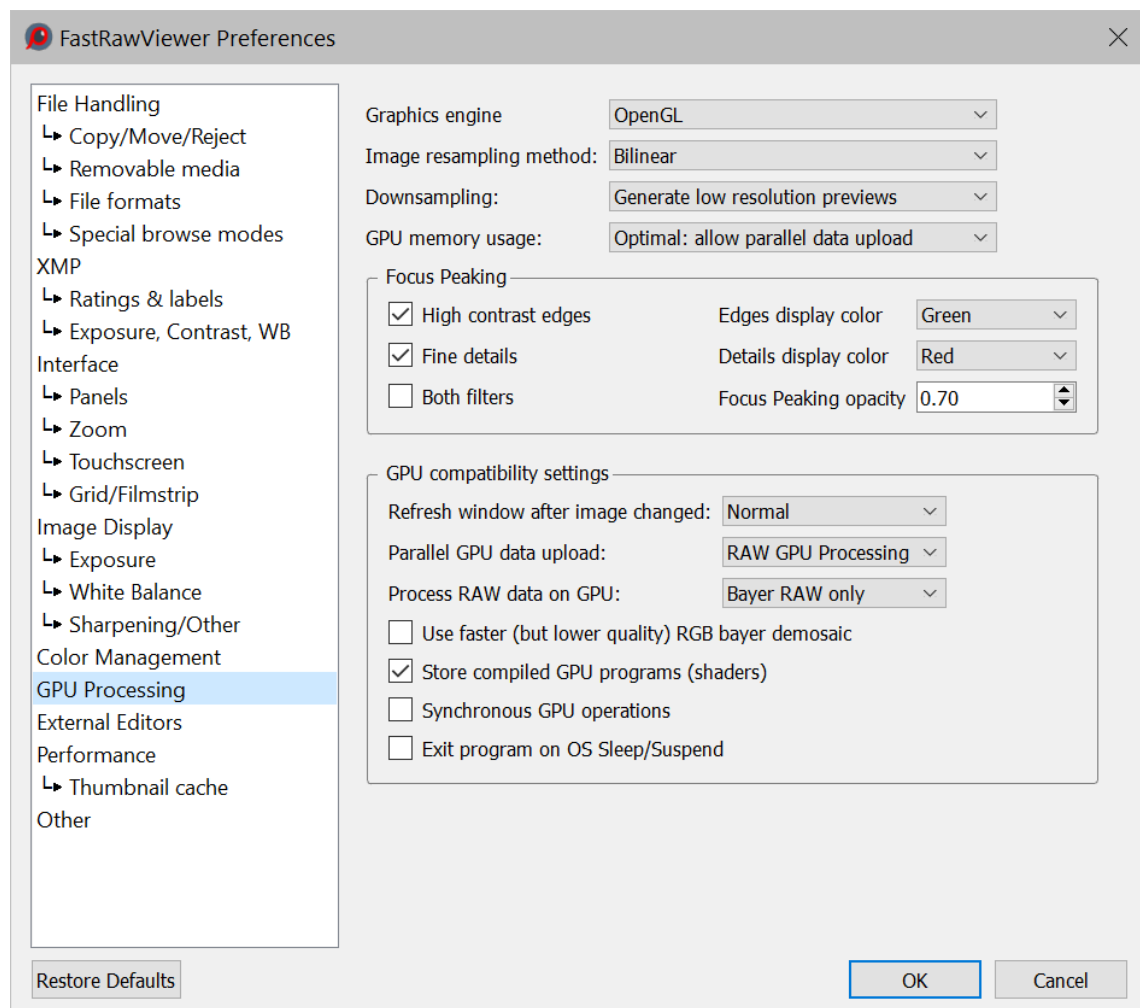 FastRawViewer Preferences
File Handling
Copy/Move/Reject
Removable media
File formats
Special browse modes
XMP
Ratings & labels
Exposure, Contrast, WB
Interface
Panels
Zoom
Touchscreen
Grid/Filmstrip
Image Display
Exposure
White Balance
Sharpening/Other
Color Management
GPU Processing
External Editors
Performance
Thumbnail cache
Other
Graphics engine OpenGL
Image resampling method: Bilinear
Downsampling: Generate low resolution previews
GPU memory usage: Optimal: allow parallel data upload
Focus Peaking
High contrast edges Edges display color Green
Fine details Details display color Red
Both filters Focus Peaking opacity 0.70
GPU compatibility settings
Refresh window after image changed: Normal
Parallel GPU data upload: RAW GPU Processing
Process RAW data on GPU: Bayer RAW only
Use faster (but lower quality) RGB bayer demosaic
Store compiled GPU programs (shaders)
Synchronous GPU operations
Exit program on OS Sleep/Suspend
Restore Defaults OK Cancel